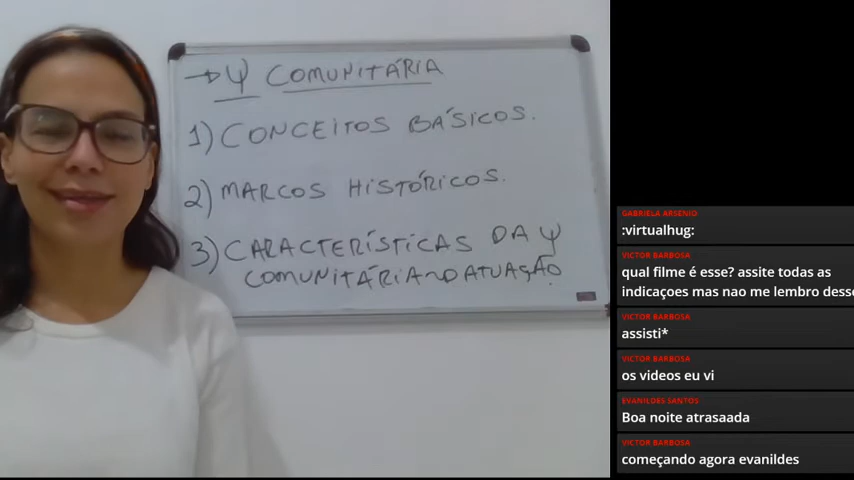 → Ψ COMUNITÁRIA
1) CONCEITOS BÁSICOS.
2) MARCOS HISTÓRICOS.
3) CARACTERÍSTICAS DA Ψ
COMUNITÁRIA → ATUAÇÃO.
GABRIELA ARSENIO
:virtualhug:
VICTOR BARBOSA
qual filme é esse? assite todas as
indicaçoes mas nao me lembro desse
VICTOR BARBOSA
assisti*
VICTOR BARBOSA
os videos eu vi
EVANILDES SANTOS
Boa noite atrasaada
VICTOR BARBOSA
começando agora evanildes